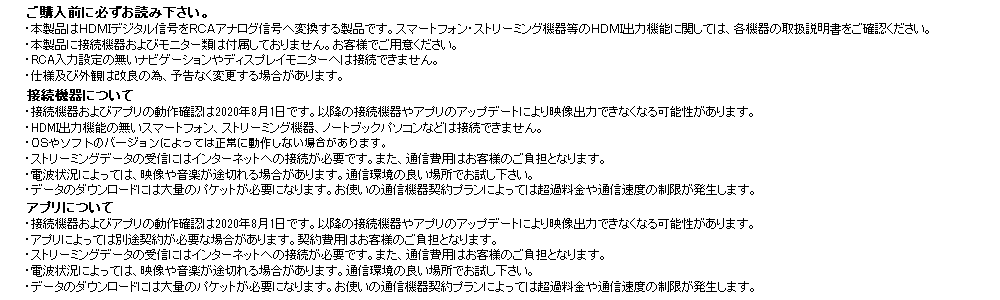 ご購入前に必ずお読み下さい。
・本製品はHDMIデジタル信号をRCAアナログ信号へ変換する製品です。スマートフォン・ストリーミング機器等のHDMI出力機能に関しては、各機器の取扱説明書をご確認ください。
・本製品に接続機器およびモニター類は付属しておりません。お客様でご用意ください。
・RCA入力設定の無いナビゲーションやディスプレイモニターへは接続できません。
・仕様及び外観は改良の為、予告なく変更する場合があります。
接続機器について
・接続機器およびアプリの動作確認は2020年8月1日です。以降の接続機器やアプリのアップデートにより映像出力できなくなる可能性があります。
・HDMI出力機能の無いスマートフォン、ストリーミング機器、ノートブックパソコンなどは接続できません。
・OSやソフトのバージョンによっては正常に動作しない場合があります。
・ストリーミングデータの受信にはインターネットへの接続が必要です。また、通信費用はお客様のご負担となります。
・電波状況によっては、映像や音楽が途切れる場合があります。通信環境の良い場所でお試し下さい。
・データのダウンロードには大量のパケットが必要になります。お使いの通信機器契約プランによっては超過料金や通信速度の制限が発生します。
アプリについて
・接続機器およびアプリの動作確認は2020年8月1日です。以降の接続機器やアプリのアップデートにより映像出力できなくなる可能性があります。
・アプリによっては別途契約が必要な場合があります。契約費用はお客様のご負担となります。
・ストリーミングデータの受信にはインターネットへの接続が必要です。また、通信費用はお客様のご負担となります。
・電波状況によっては、映像や音楽が途切れる場合があります。通信環境の良い場所でお試し下さい。
・データのダウンロードには大量のパケットが必要になります。お使いの通信機器契約プランによっては超過料金や通信速度の制限が発生します。